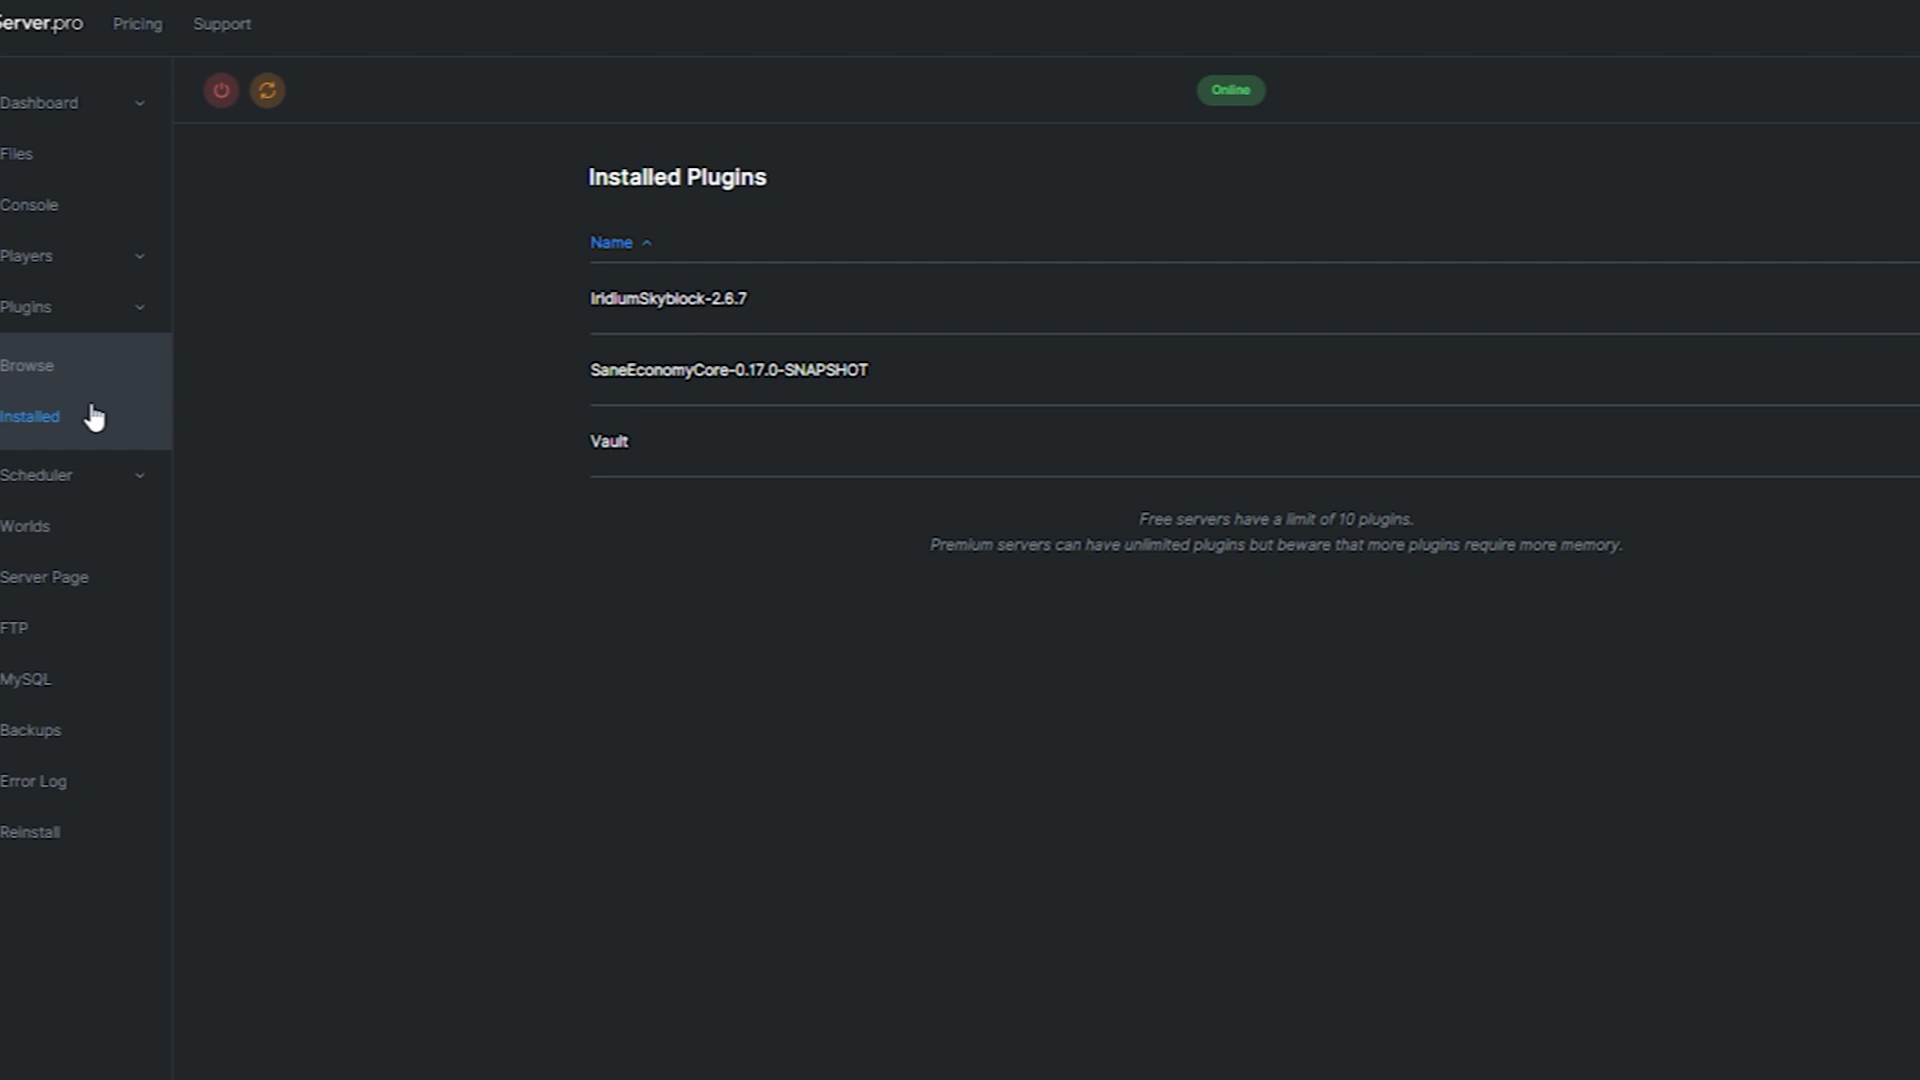 Server.pro Pricing Support
Online
Dashboard
Files
Console
Players
Plugins
Browse
Installed
Scheduler
Worlds
Server Page
FTP
MySQL
Backups
Error Log
Reinstall
Installed Plugins
Name
IridiumSkyblock-2.6.7
SaneEconomyCore-0.17.0-SNAPSHOT
Vault
Free servers have a limit of 10 plugins.
Premium servers can have unlimited plugins but beware that more plugins require more memory.